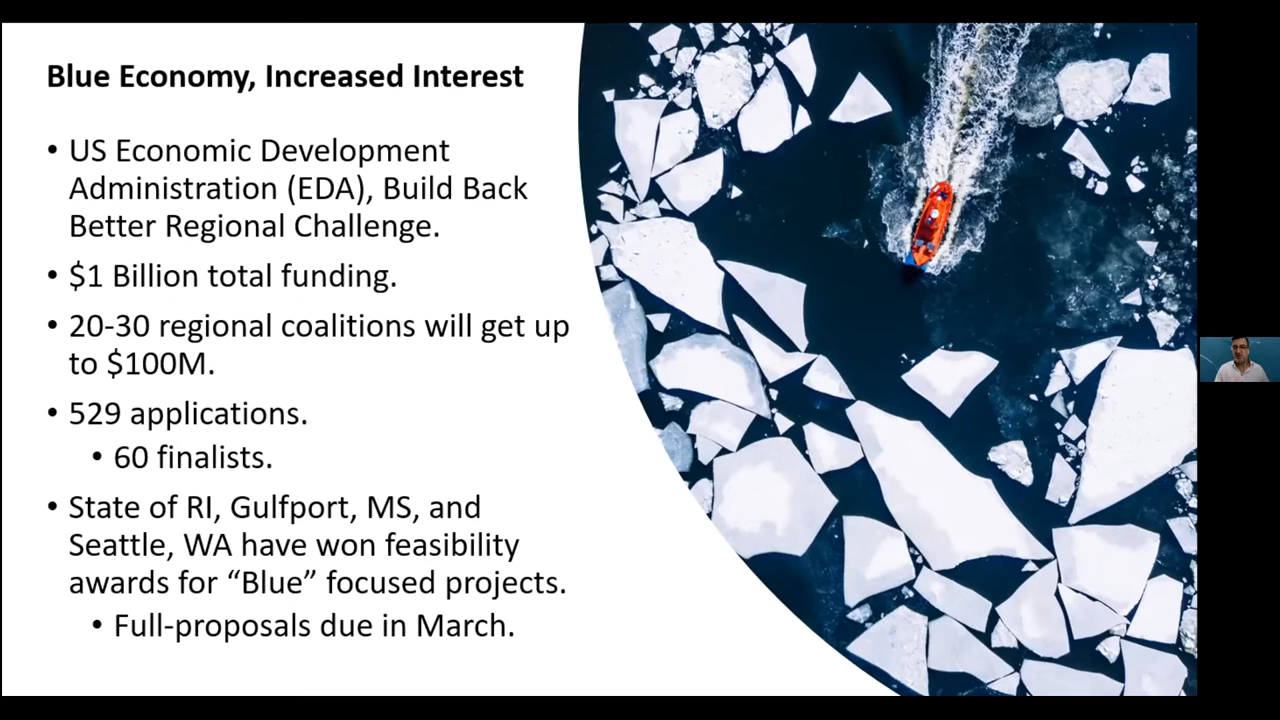 Blue Economy, Increased Interest
• US Economic Development
Administration (EDA), Build Back
Better Regional Challenge.
• $1 Billion total funding.
• 20-30 regional coalitions will get up
to $100M.
• 529 applications.
• 60 finalists.
• State of RI, Gulfport, MS, and
Seattle, WA have won feasibility
awards for “Blue” focused projects.
• Full-proposals due in March.